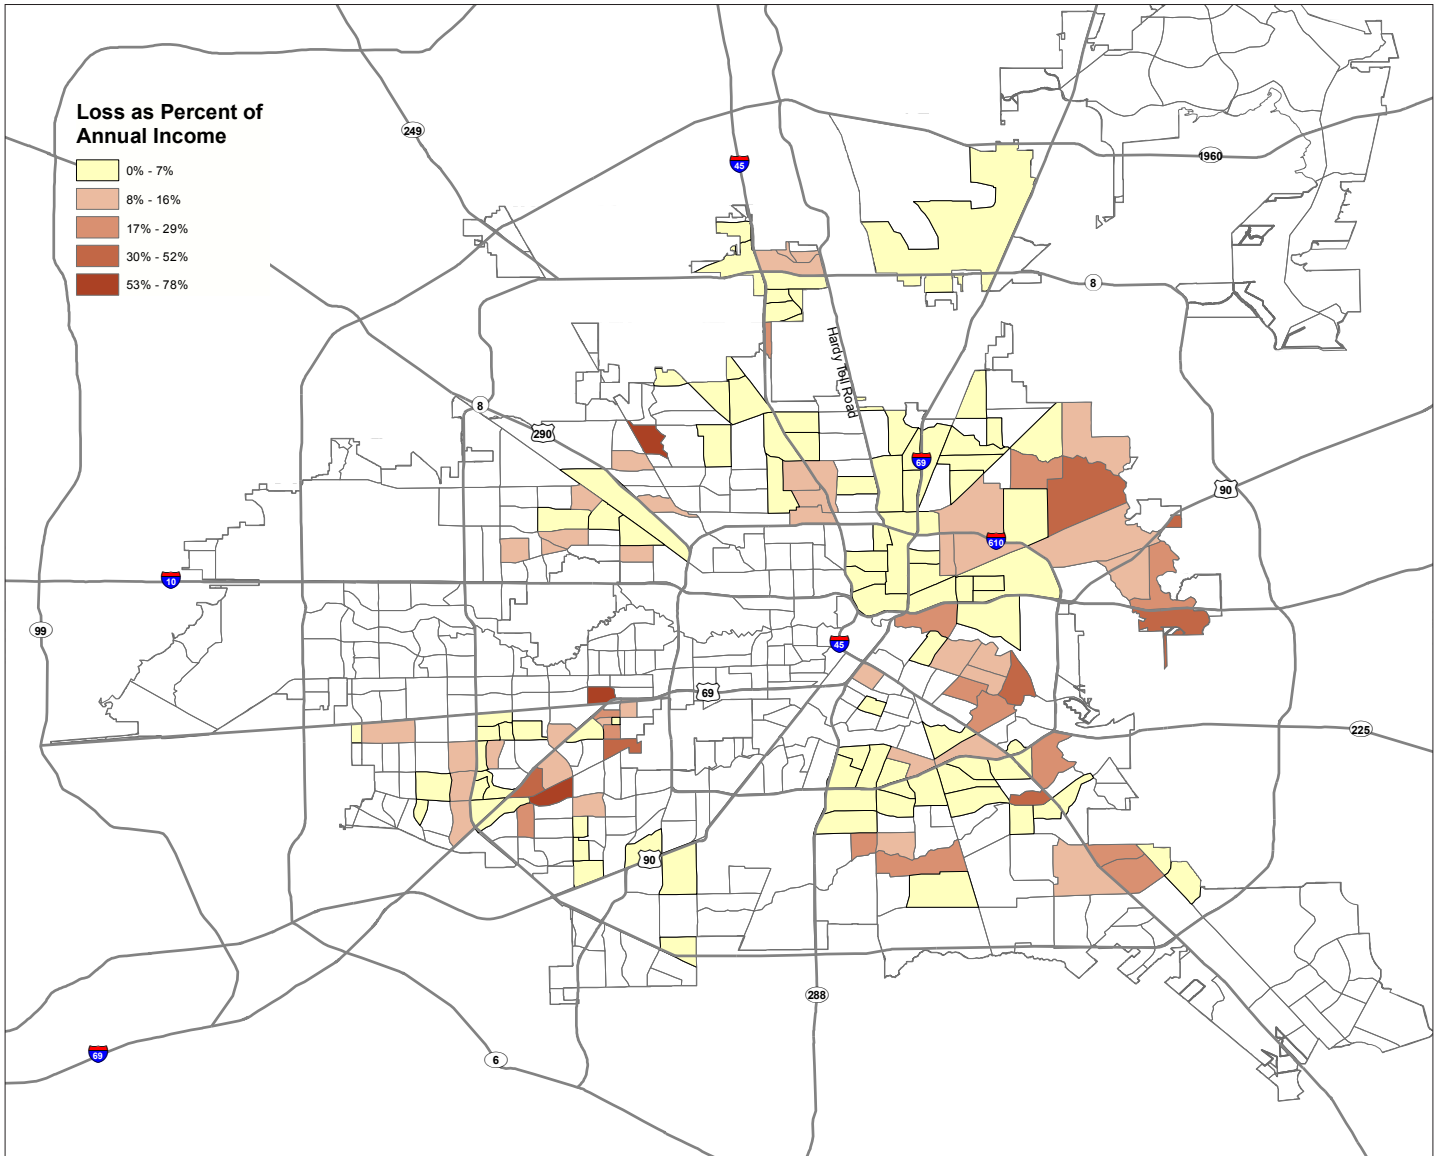 Loss as Percent of
Annual Income
0% - 7%
8% - 16%
17% - 29%
30% - 52%
53% - 78%
249
45
1960
8
Hardy Toll Road
8
290
69
90
610
10
99
45
69
225
90
288
69
6